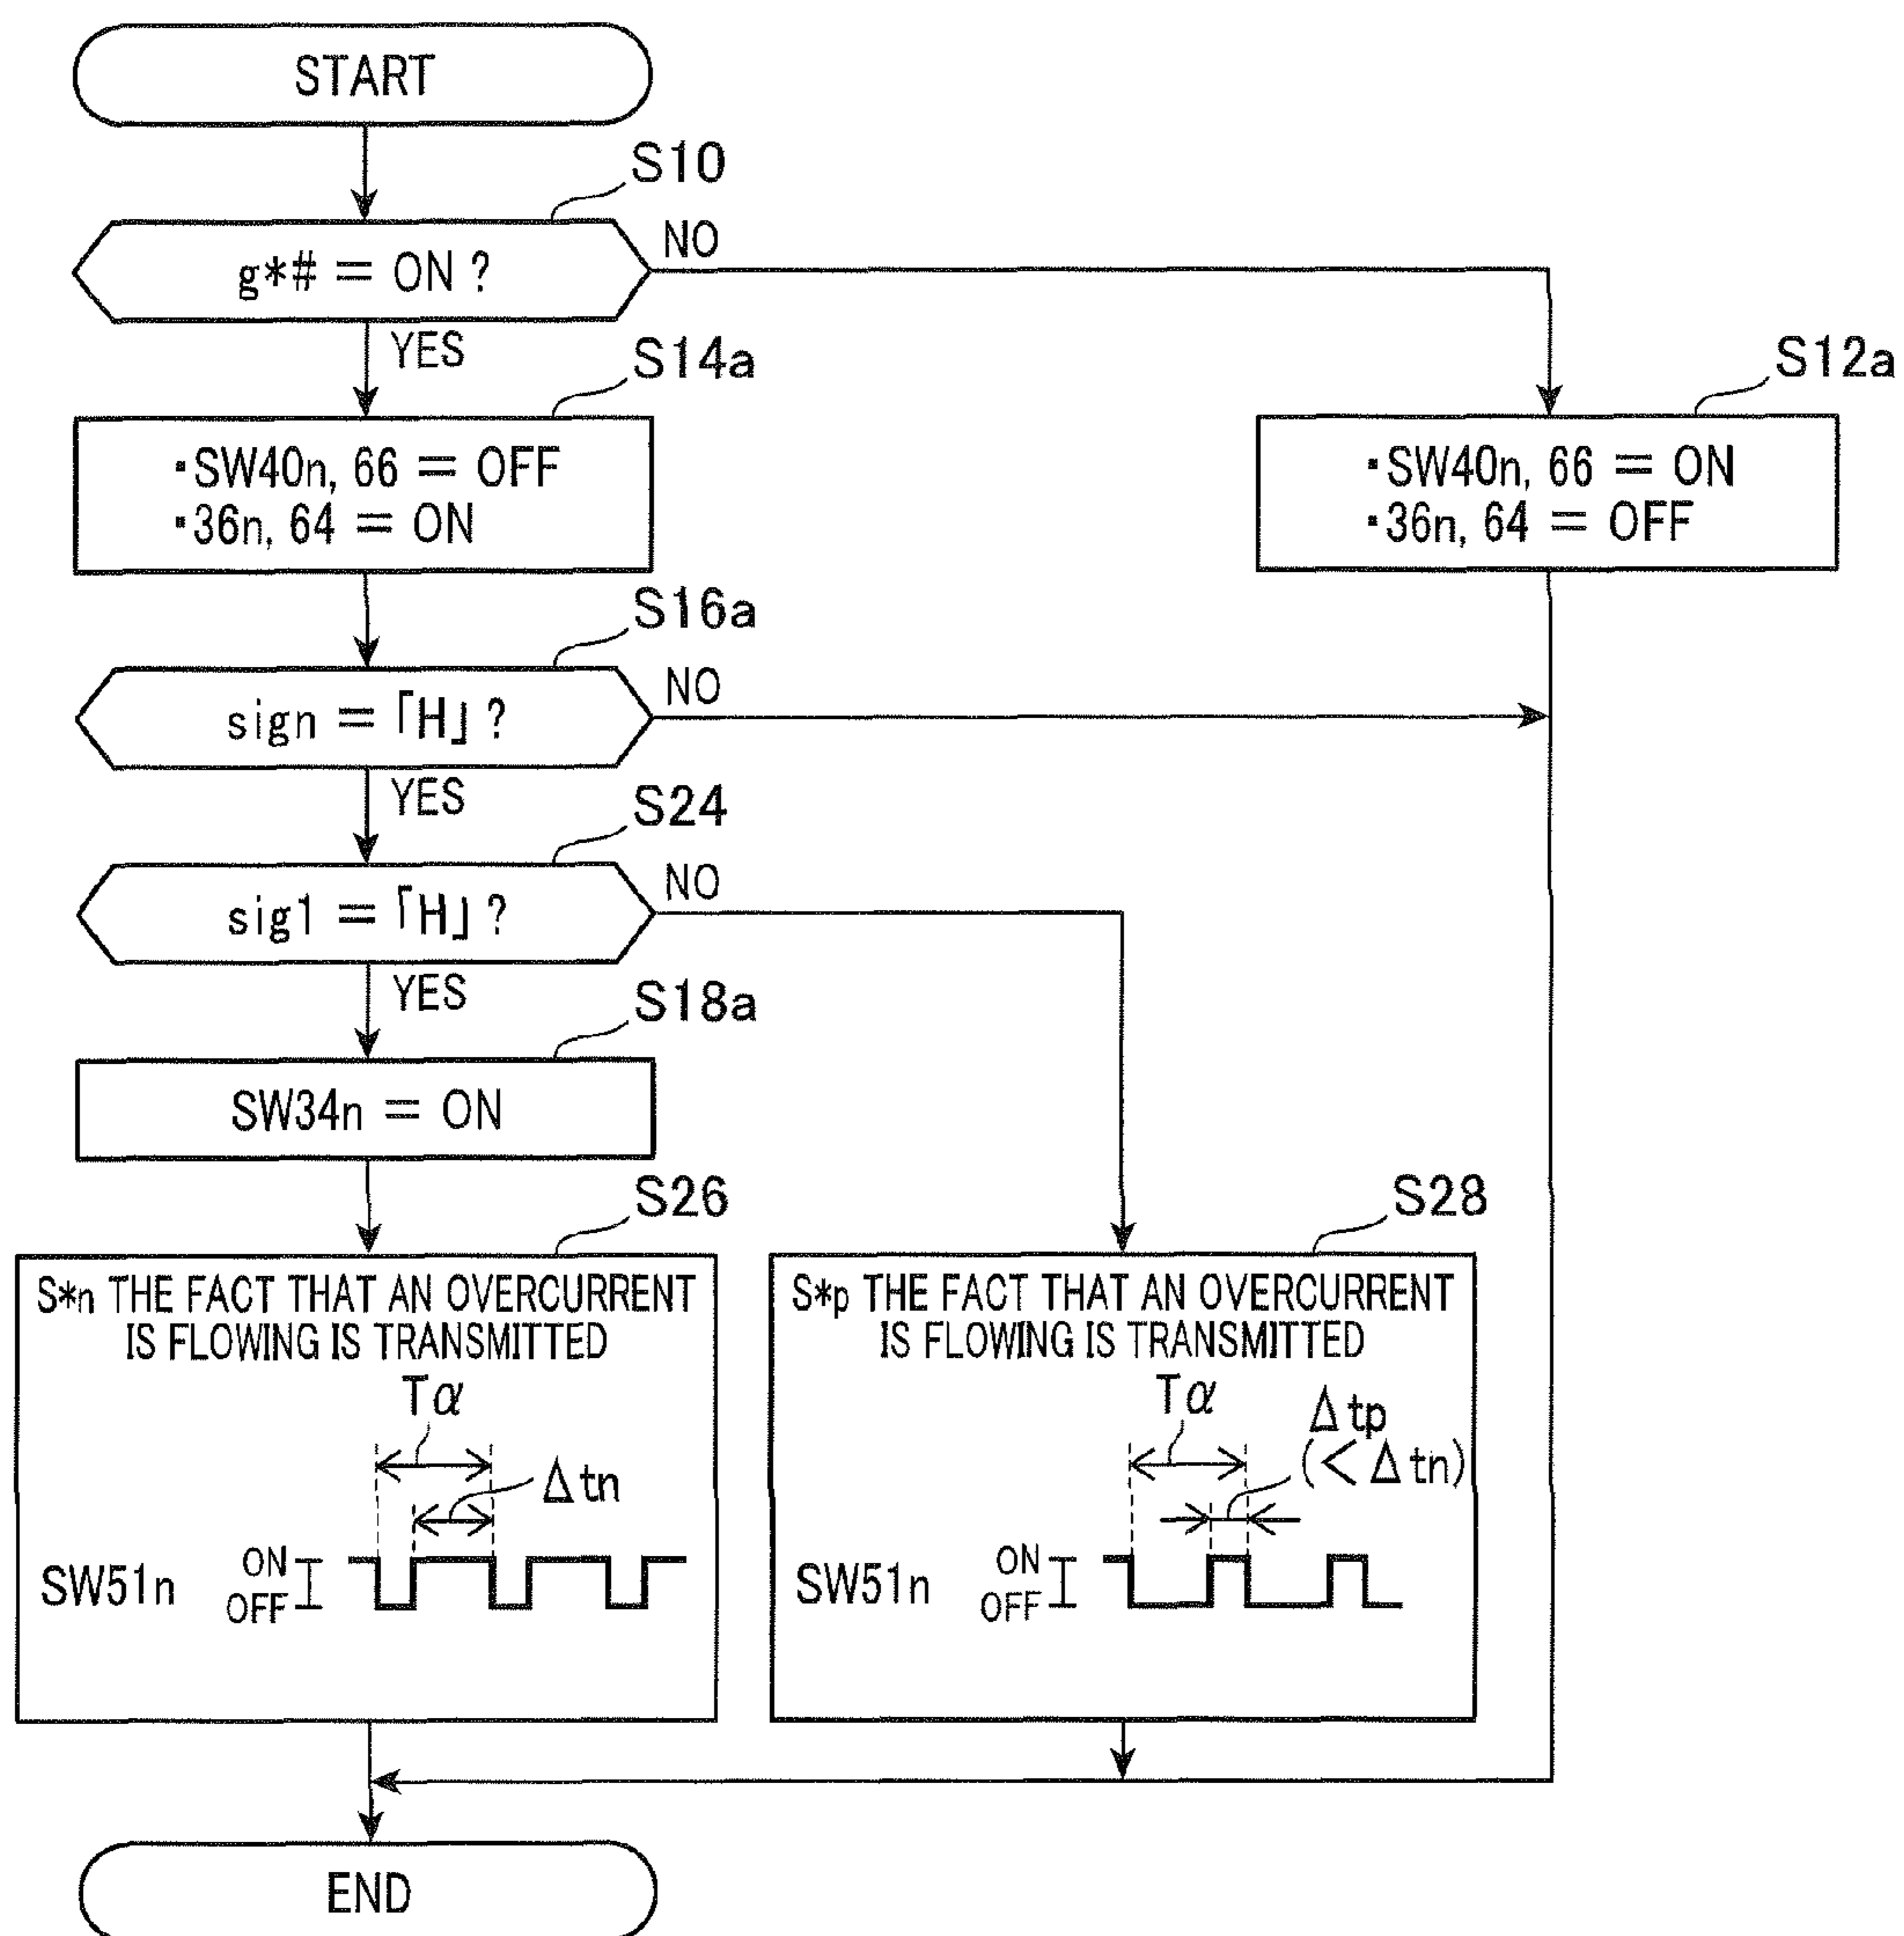 START
S10
g*# = ON ?
NO
YES
S14a
S12a
▪SW40n, 66 = OFF
▪36n, 64 = ON
▪SW40n, 66 = ON
▪36n, 64 = OFF
S16a
sign = 「H」 ?
NO
YES
S24
sig1 = 「H」 ?
NO
YES
S18a
SW34n = ON
S26
S*n THE FACT THAT AN OVERCURRENT
IS FLOWING IS TRANSMITTED
Tα
Δtn
SW51n
ON
OFF
S28
S*p THE FACT THAT AN OVERCURRENT
IS FLOWING IS TRANSMITTED
Tα
Δtp
(< Δtn)
SW51n
ON
OFF
END